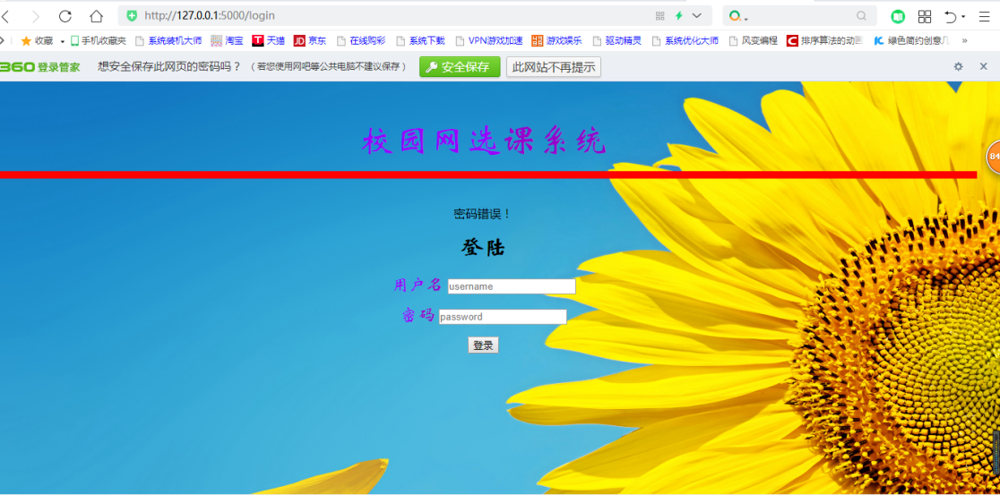 http://127.0.0.1:5000/login
收藏 手机收藏夹 系统装机大师 淘宝 天猫 京东 在线购彩 系统下载 VPN游戏加速 游戏娱乐 驱动精灵 系统优化大师 风变编程 排序算法的动画 绿色简约创意几 »
360 登录管家 想安全保存此网页的密码吗？（若您使用网吧等公共电脑不建议保存） 安全保存 此网站不再提示
校园网选课系统
84
密码错误！
登陆
用户名 username
密码 password
登录